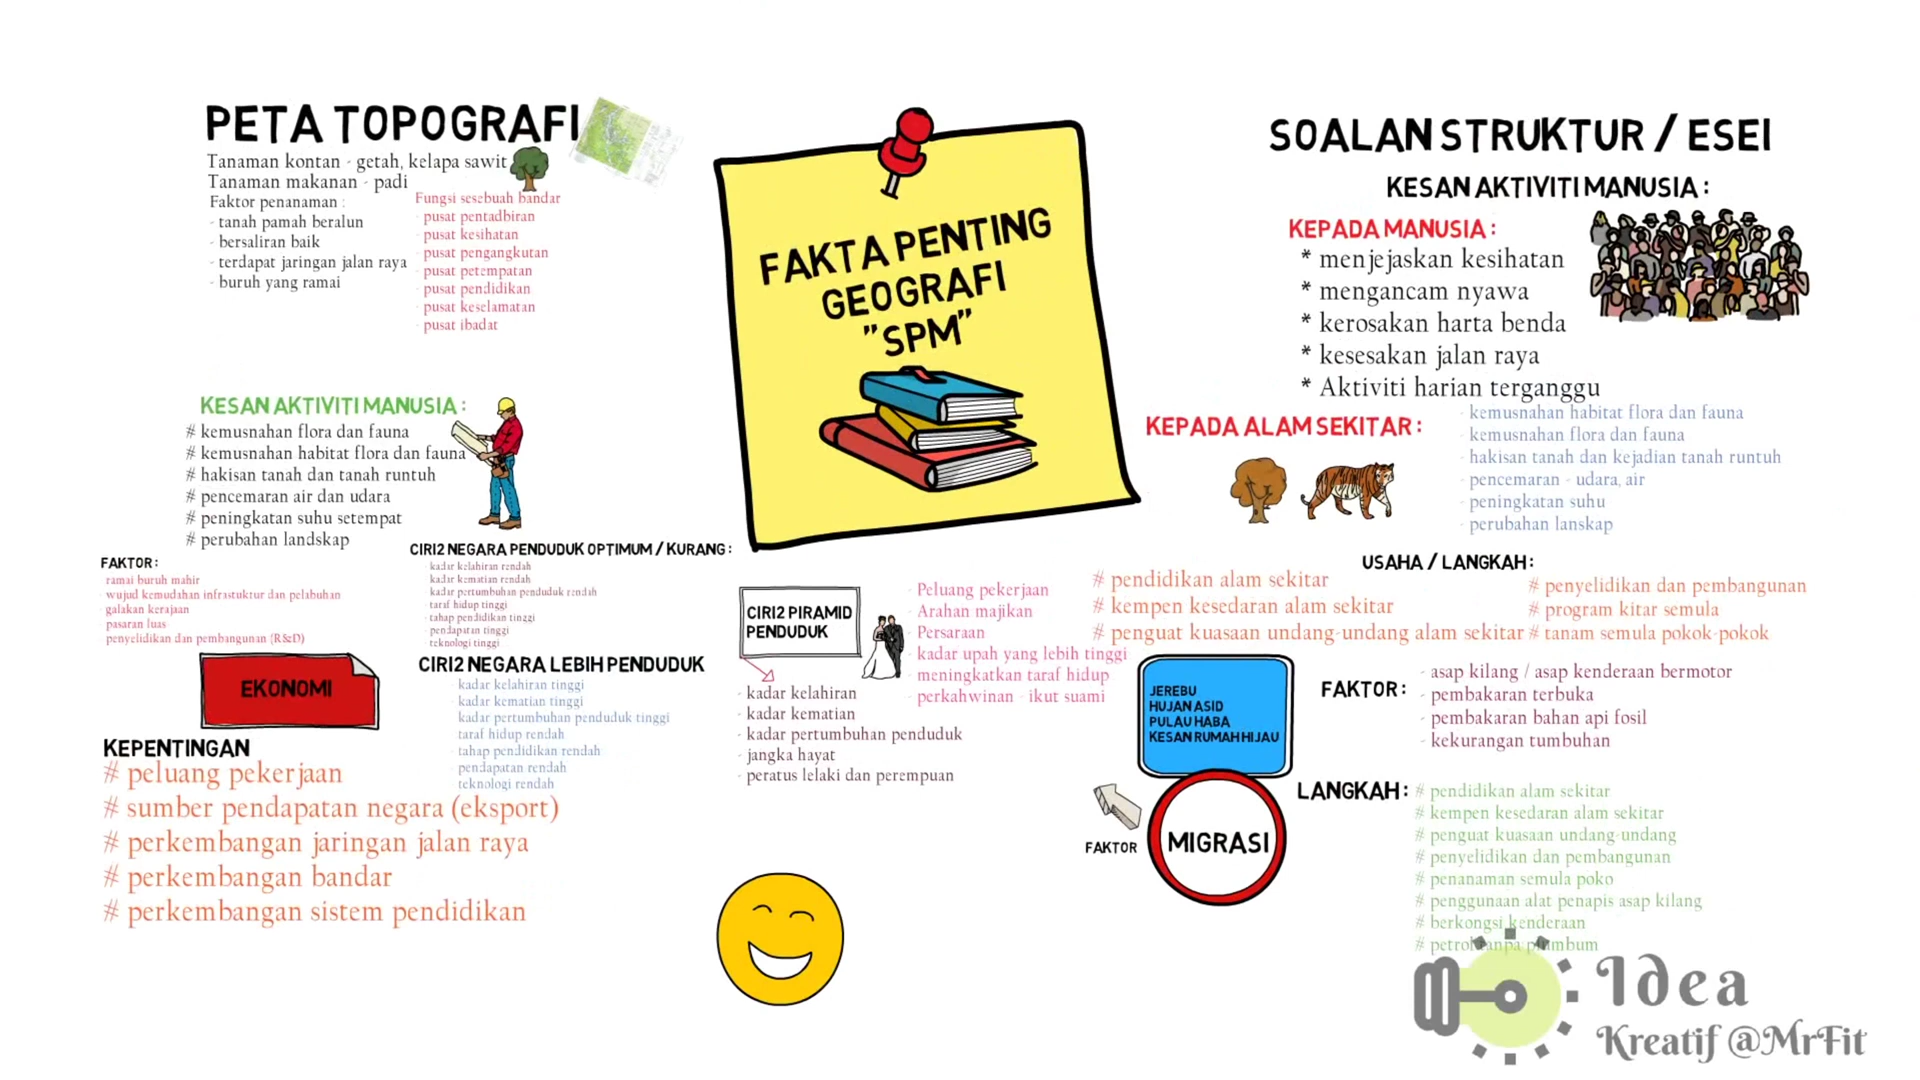 PETA TOPOGRAFI
Tanaman kontan - getah, kelapa sawit
Tanaman makanan - padi
Faktor penanaman :
- tanah pamah beralun
- bersaliran baik
- terdapat jaringan jalan raya
- buruh yang ramai
Fungsi sesebuah bandar
- pusat pentadbiran
- pusat kesihatan
- pusat pengangkutan
- pusat petempatan
- pusat pendidikan
- pusat keselamatan
- pusat ibadat
KESAN AKTIVITI MANUSIA :
# kemusnahan flora dan fauna
# kemusnahan habitat flora dan fauna
# hakisan tanah dan tanah runtuh
# pencemaran air dan udara
# peningkatan suhu setempat
# perubahan landskap
FAKTOR :
- ramai buruh mahir
- wujud kemudahan infrastuktur dan pelabuhan
- galakan kerajaan
- pasaran luas
- penyelidikan dan pembangunan (R&D)
EKONOMI
KEPENTINGAN
# peluang pekerjaan
# sumber pendapatan negara (eksport)
# perkembangan jaringan jalan raya
# perkembangan bandar
# perkembangan sistem pendidikan
CIRI2 NEGARA PENDUDUK OPTIMUM / KURANG :
- kadar kelahiran rendah
- kadar kematian rendah
- kadar pertumbuhan penduduk rendah
- taraf hidup tinggi
- tahap pendidikan tinggi
- pendapatan tinggi
- teknologi tinggi
CIRI2 NEGARA LEBIH PENDUDUK
- kadar kelahiran tinggi
- kadar kematian tinggi
- kadar pertumbuhan penduduk tinggi
- taraf hidup rendah
- tahap pendidikan rendah
- pendapatan rendah
- teknologi rendah
FAKTA PENTING
GEOGRAFI
"SPM"
CIRI2 PIRAMID
PENDUDUK
- kadar kelahiran
- kadar kematian
- kadar pertumbuhan penduduk
- jangka hayat
- peratus lelaki dan perempuan
- Peluang pekerjaan
- Arahan majikan
- Persaraan
- kadar upah yang lebih tinggi
- meningkatkan taraf hidup
- perkahwinan - ikut suami
FAKTOR
MIGRASI
SOALAN STRUKTUR / ESEI
KESAN AKTIVITI MANUSIA :
KEPADA MANUSIA :
* menjejaskan kesihatan
* mengancam nyawa
* kerosakan harta benda
* kesesakan jalan raya
* Aktiviti harian terganggu
KEPADA ALAM SEKITAR :
- kemusnahan habitat flora dan fauna
- kemusnahan flora dan fauna
- hakisan tanah dan kejadian tanah runtuh
- pencemaran - udara, air
- peningkatan suhu
- perubahan lanskap
USAHA / LANGKAH :
# pendidikan alam sekitar
# kempen kesedaran alam sekitar
# penguat kuasaan undang-undang alam sekitar
# penyelidikan dan pembangunan
# program kitar semula
# tanam semula pokok-pokok
JEREBU
HUJAN ASID
PULAU HABA
KESAN RUMAH HIJAU
FAKTOR :
- asap kilang / asap kenderaan bermotor
- pembakaran terbuka
- pembakaran bahan api fosil
- kekurangan tumbuhan
LANGKAH :
# pendidikan alam sekitar
# kempen kesedaran alam sekitar
# penguat kuasaan undang-undang
# penyelidikan dan pembangunan
# penanaman semula poko
# penggunaan alat penapis asap kilang
# berkongsi kenderaan
# petrol tanpa plumbum
Idea
Kreatif @MrFit